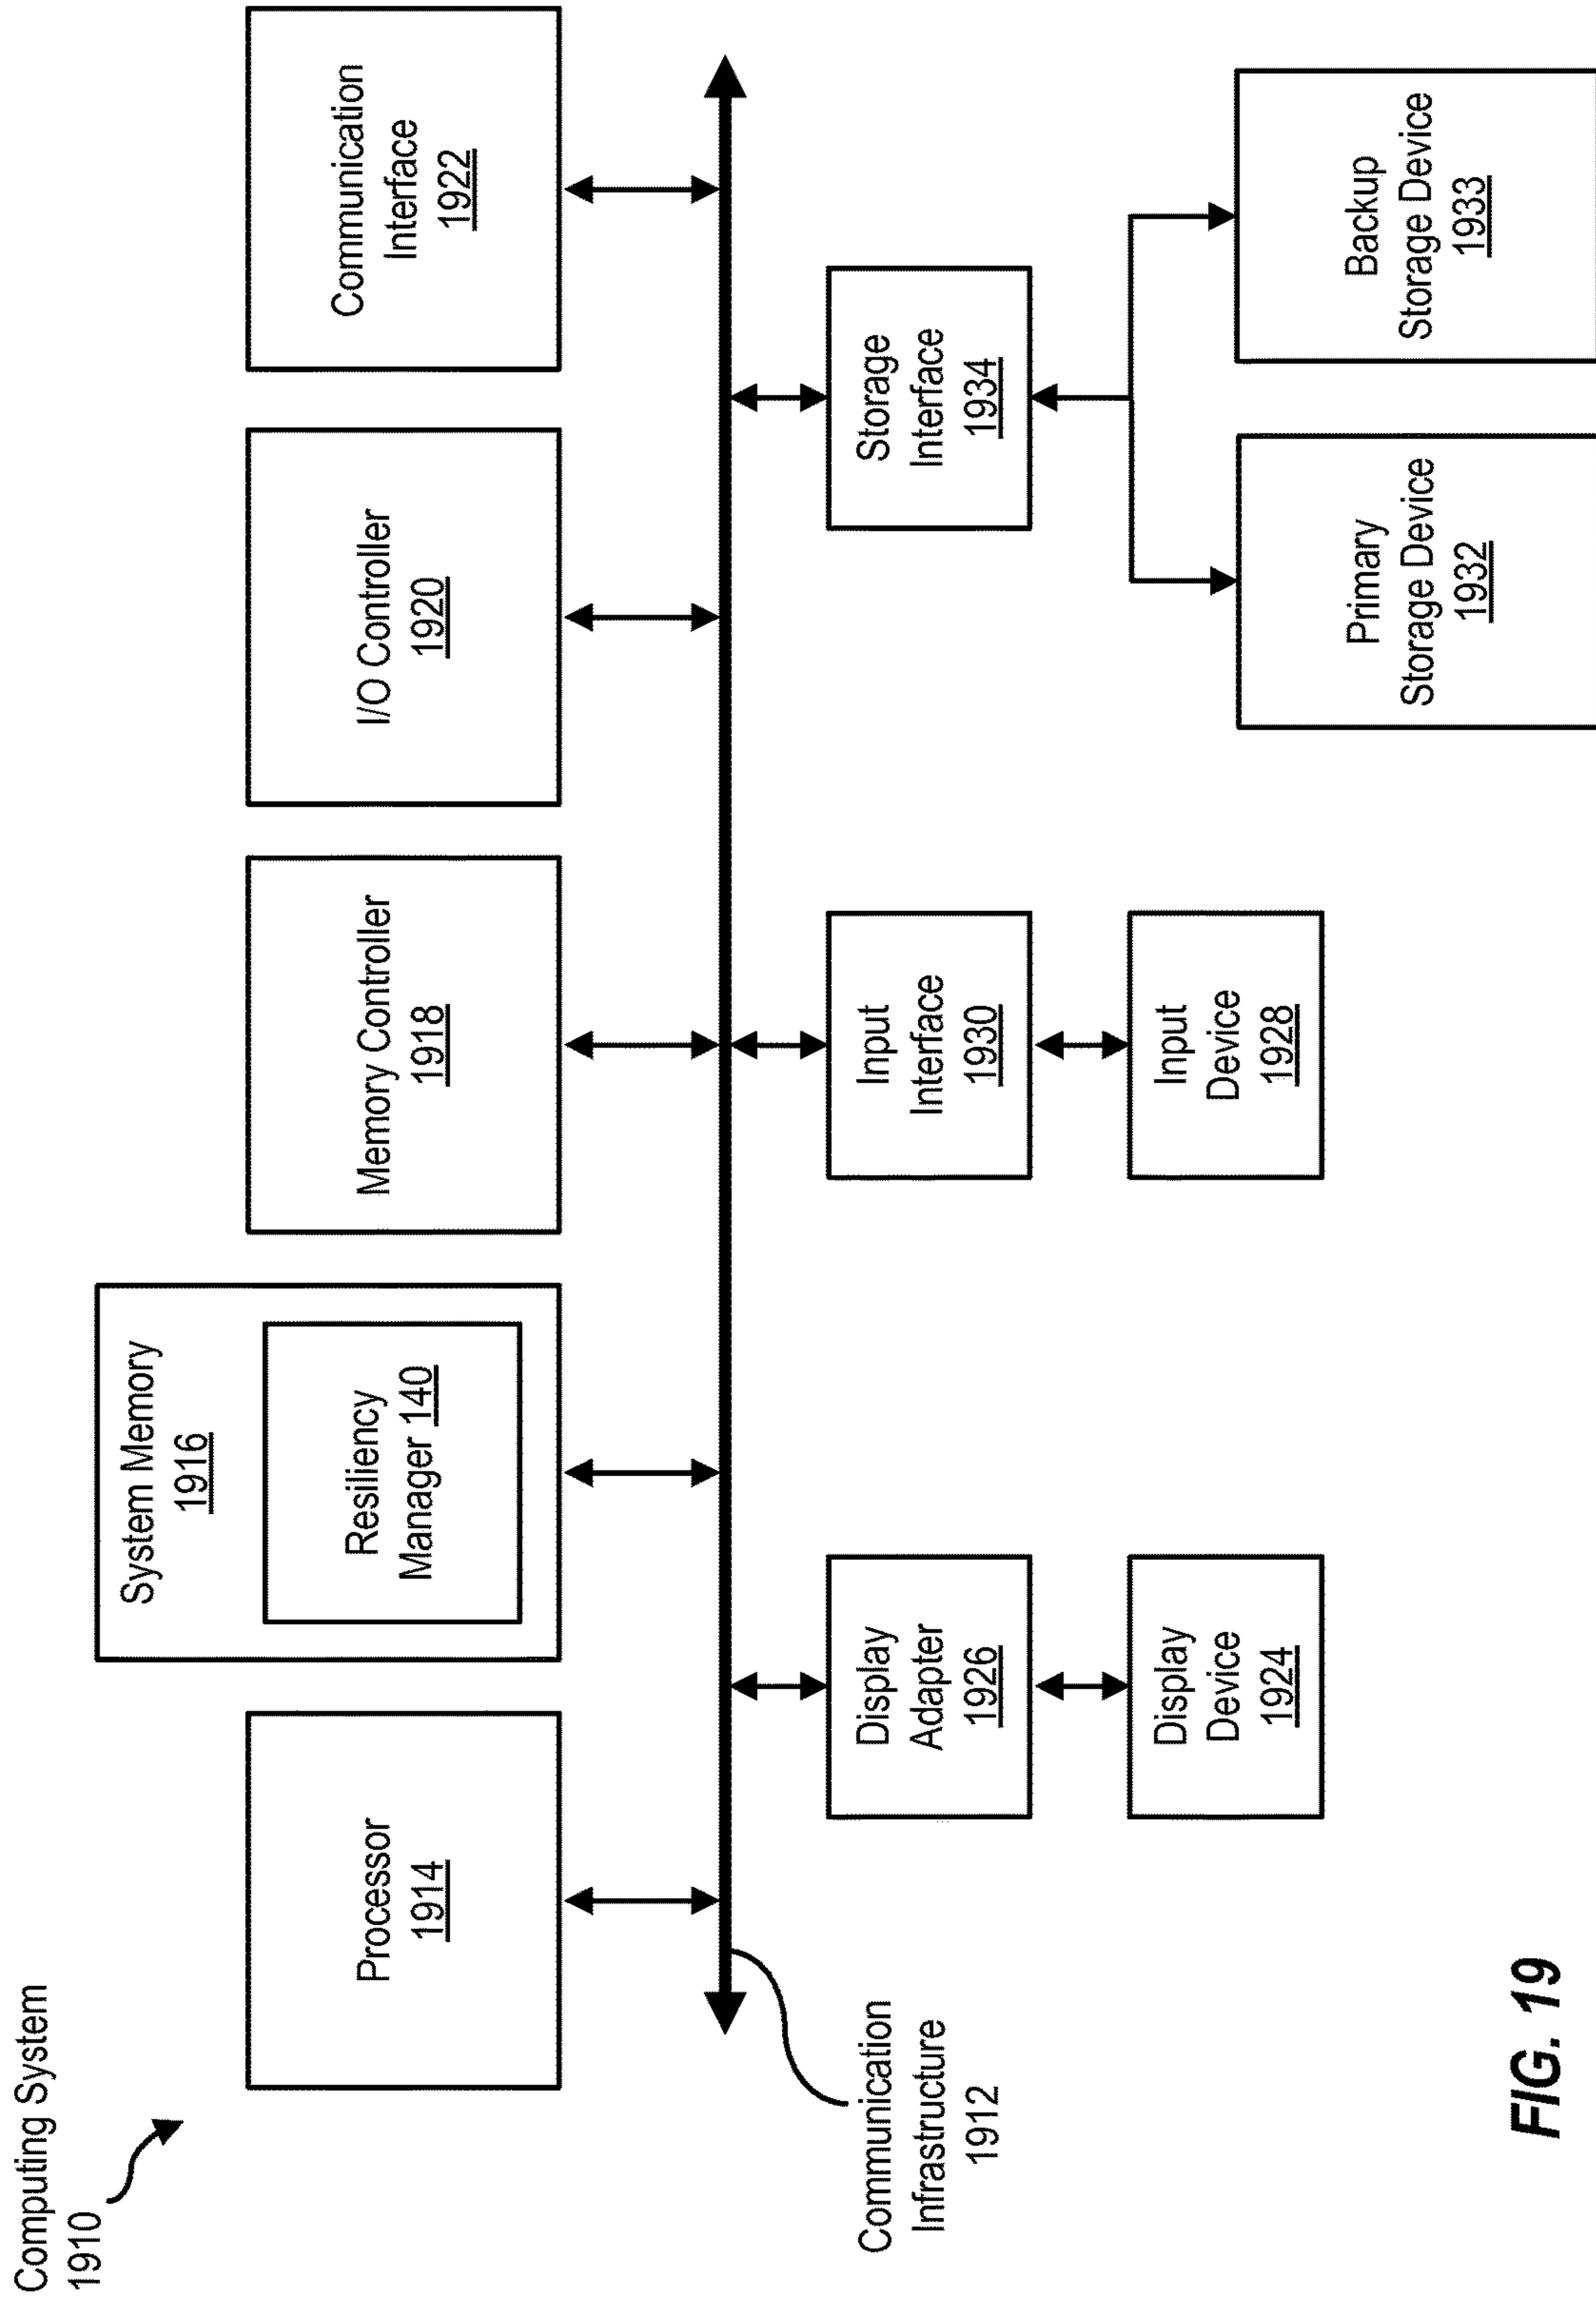 Computing System
1910
Processor
1914
System Memory
1916
Resiliency
Manager 140
Memory Controller
1918
I/O Controller
1920
Communication
Interface
1922
Communication
Infrastructure
1912
Display
Adapter
1926
Input
Interface
1930
Storage
Interface
1934
Display
Device
1924
Input
Device
1928
Primary
Storage Device
1932
Backup
Storage Device
1933
FIG. 19